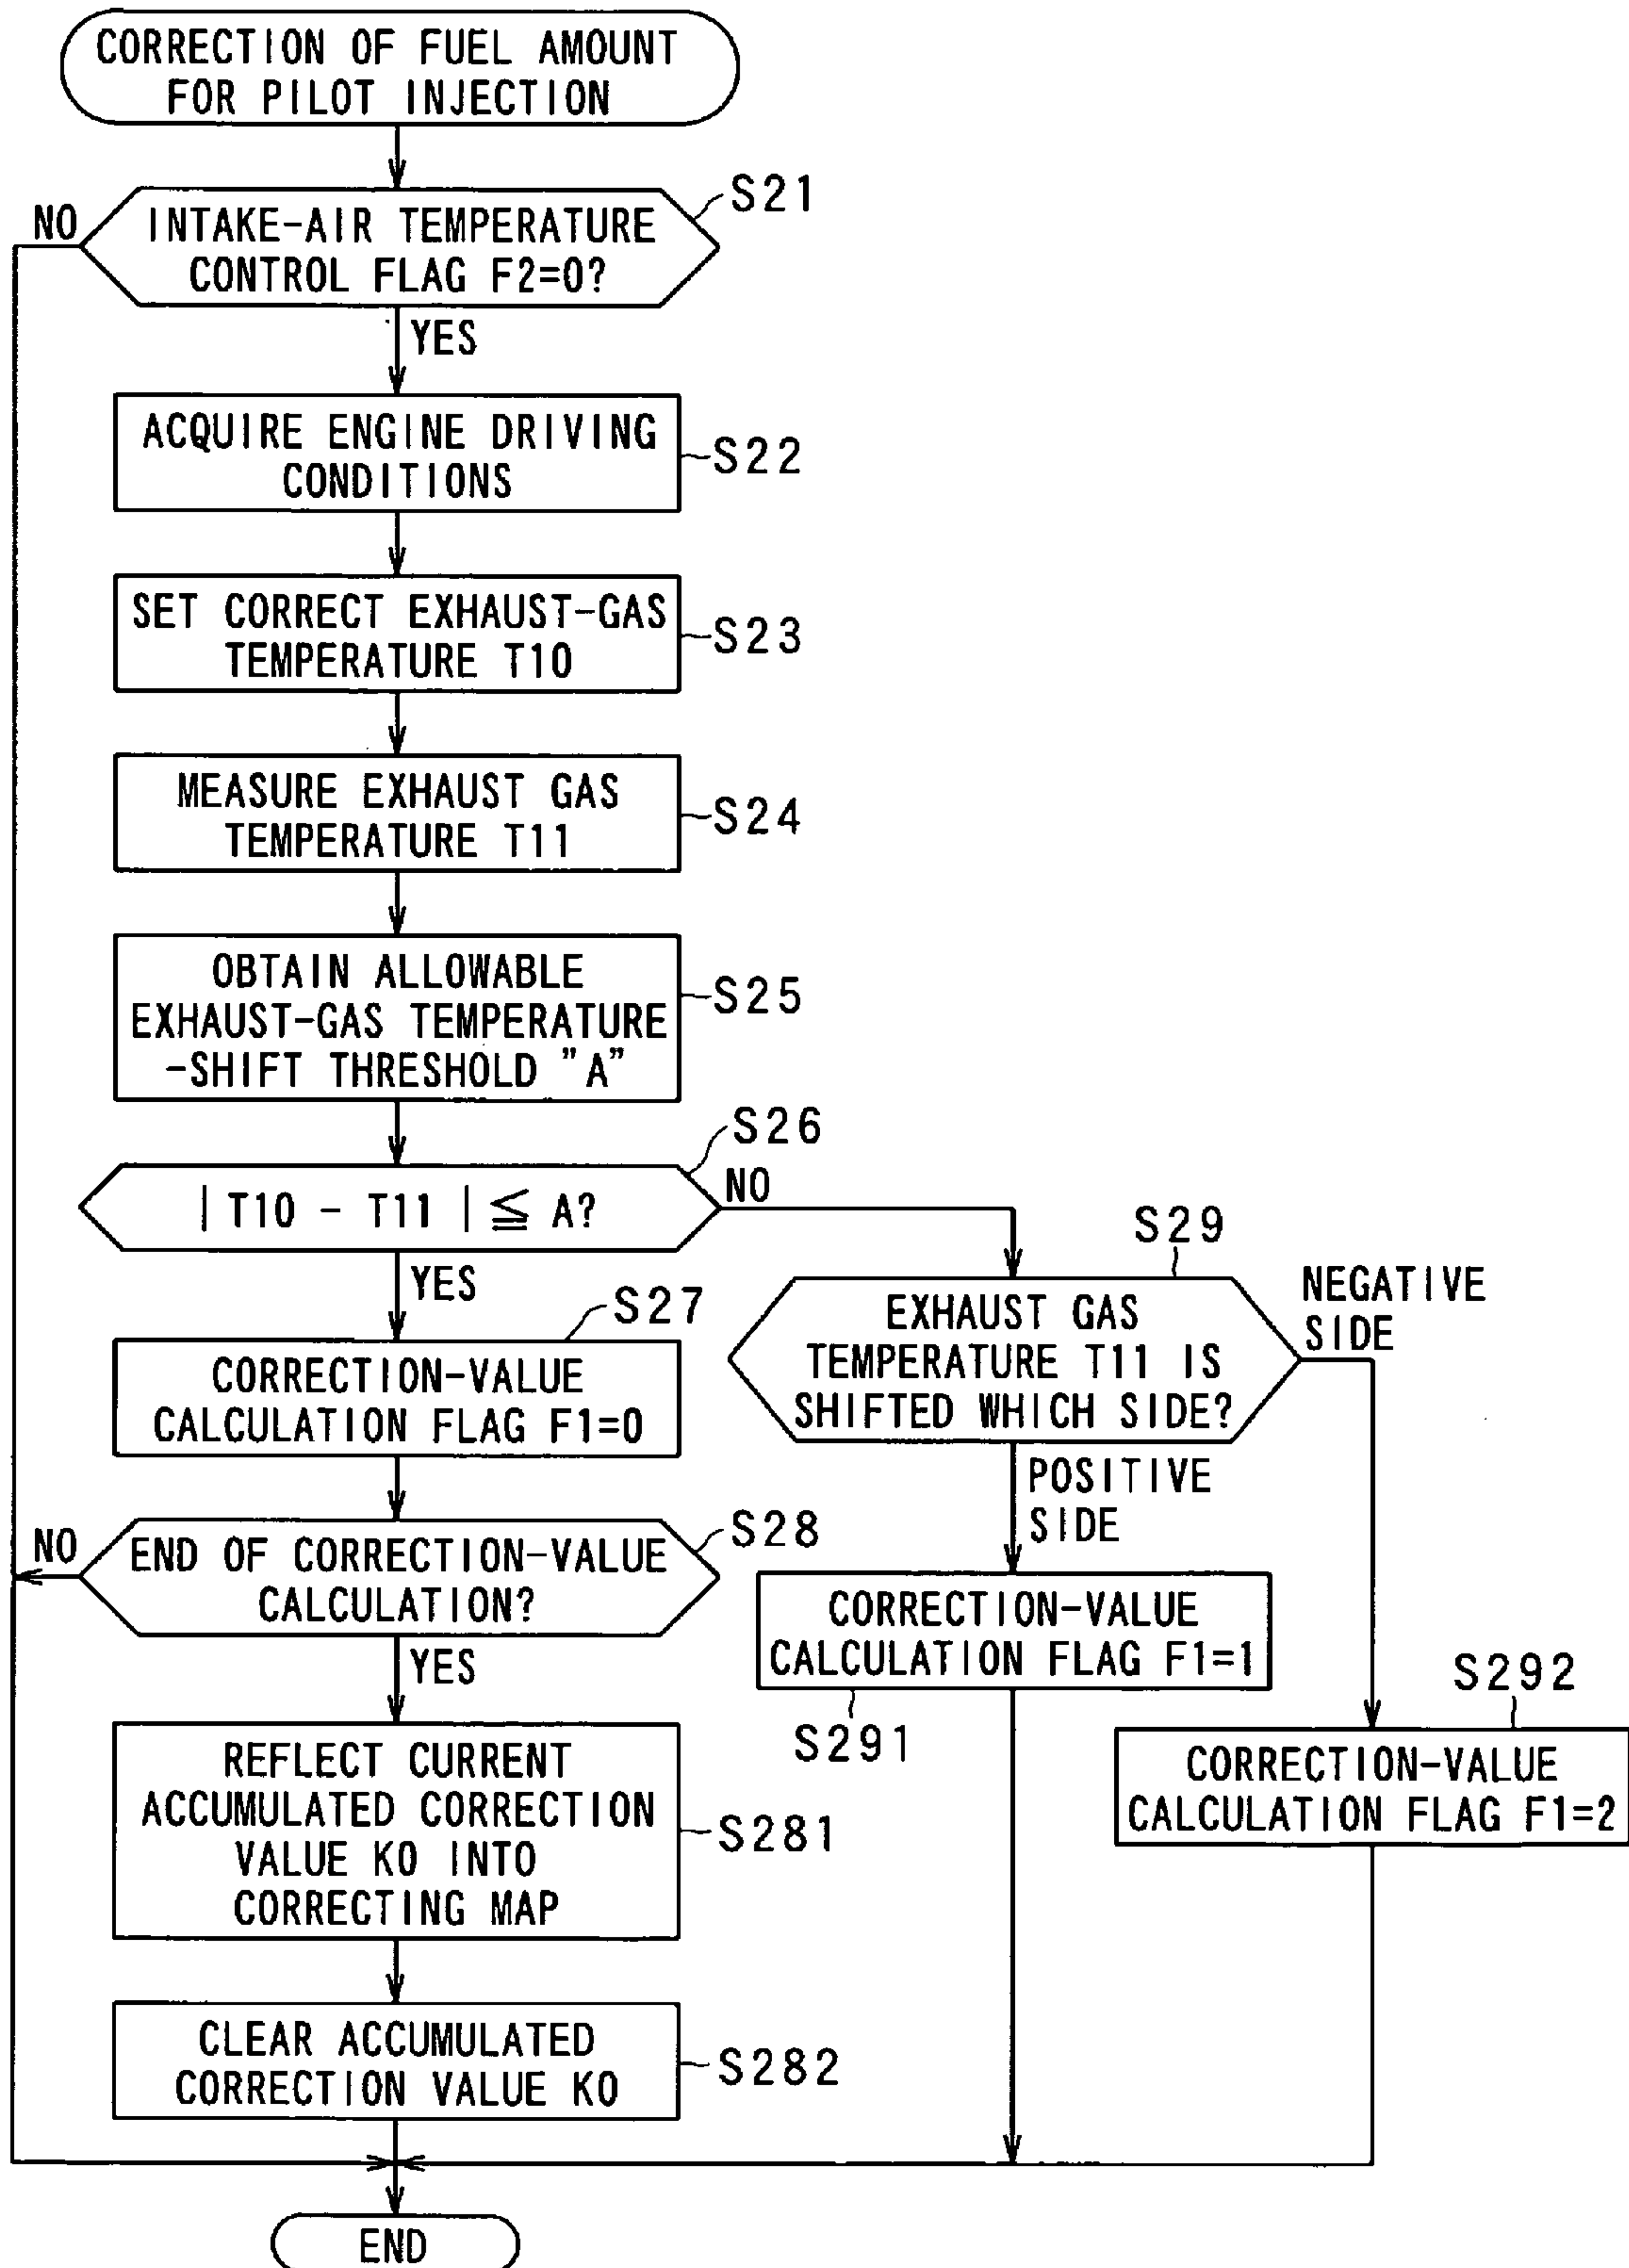 CORRECTION OF FUEL AMOUNT
FOR PILOT INJECTION
S21
NO
INTAKE-AIR TEMPERATURE
CONTROL FLAG F2=0?
YES
ACQUIRE ENGINE DRIVING
CONDITIONS
S22
SET CORRECT EXHAUST-GAS
TEMPERATURE T10
S23
MEASURE EXHAUST GAS
TEMPERATURE T11
S24
OBTAIN ALLOWABLE
EXHAUST-GAS TEMPERATURE
-SHIFT THRESHOLD "A"
S25
S26
| T10 - T11 | ≦ A?
NO
YES
S27
CORRECTION-VALUE
CALCULATION FLAG F1=0
S28
NO
END OF CORRECTION-VALUE
CALCULATION?
YES
REFLECT CURRENT
ACCUMULATED CORRECTION
VALUE K0 INTO
CORRECTING MAP
S281
CLEAR ACCUMULATED
CORRECTION VALUE K0
S282
S29
EXHAUST GAS
TEMPERATURE T11 IS
SHIFTED WHICH SIDE?
NEGATIVE
SIDE
POSITIVE
SIDE
CORRECTION-VALUE
CALCULATION FLAG F1=1
S291
S292
CORRECTION-VALUE
CALCULATION FLAG F1=2
END